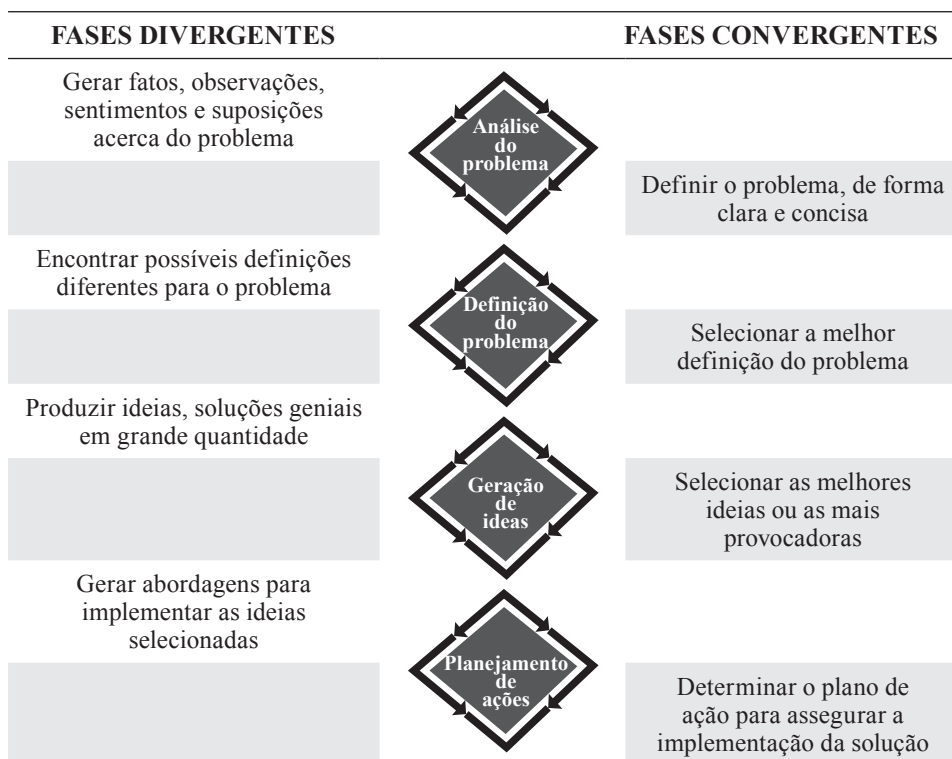 FASES DIVERGENTES
FASES CONVERGENTES
Gerar fatos, observações,
sentimentos e suposições
acerca do problema
Análise
do
problema
Definir o problema, de forma
clara e concisa
Encontrar possíveis definições
diferentes para o problema
Definição
do
problema
Selecionar a melhor
definição do problema
Produzir ideias, soluções geniais
em grande quantidade
Geração
de
ideas
Selecionar as melhores
ideias ou as mais
provocadoras
Gerar abordagens para
implementar as ideias
selecionadas
Planejamento
de
ações
Determinar o plano de
ação para assegurar a
implementação da solução